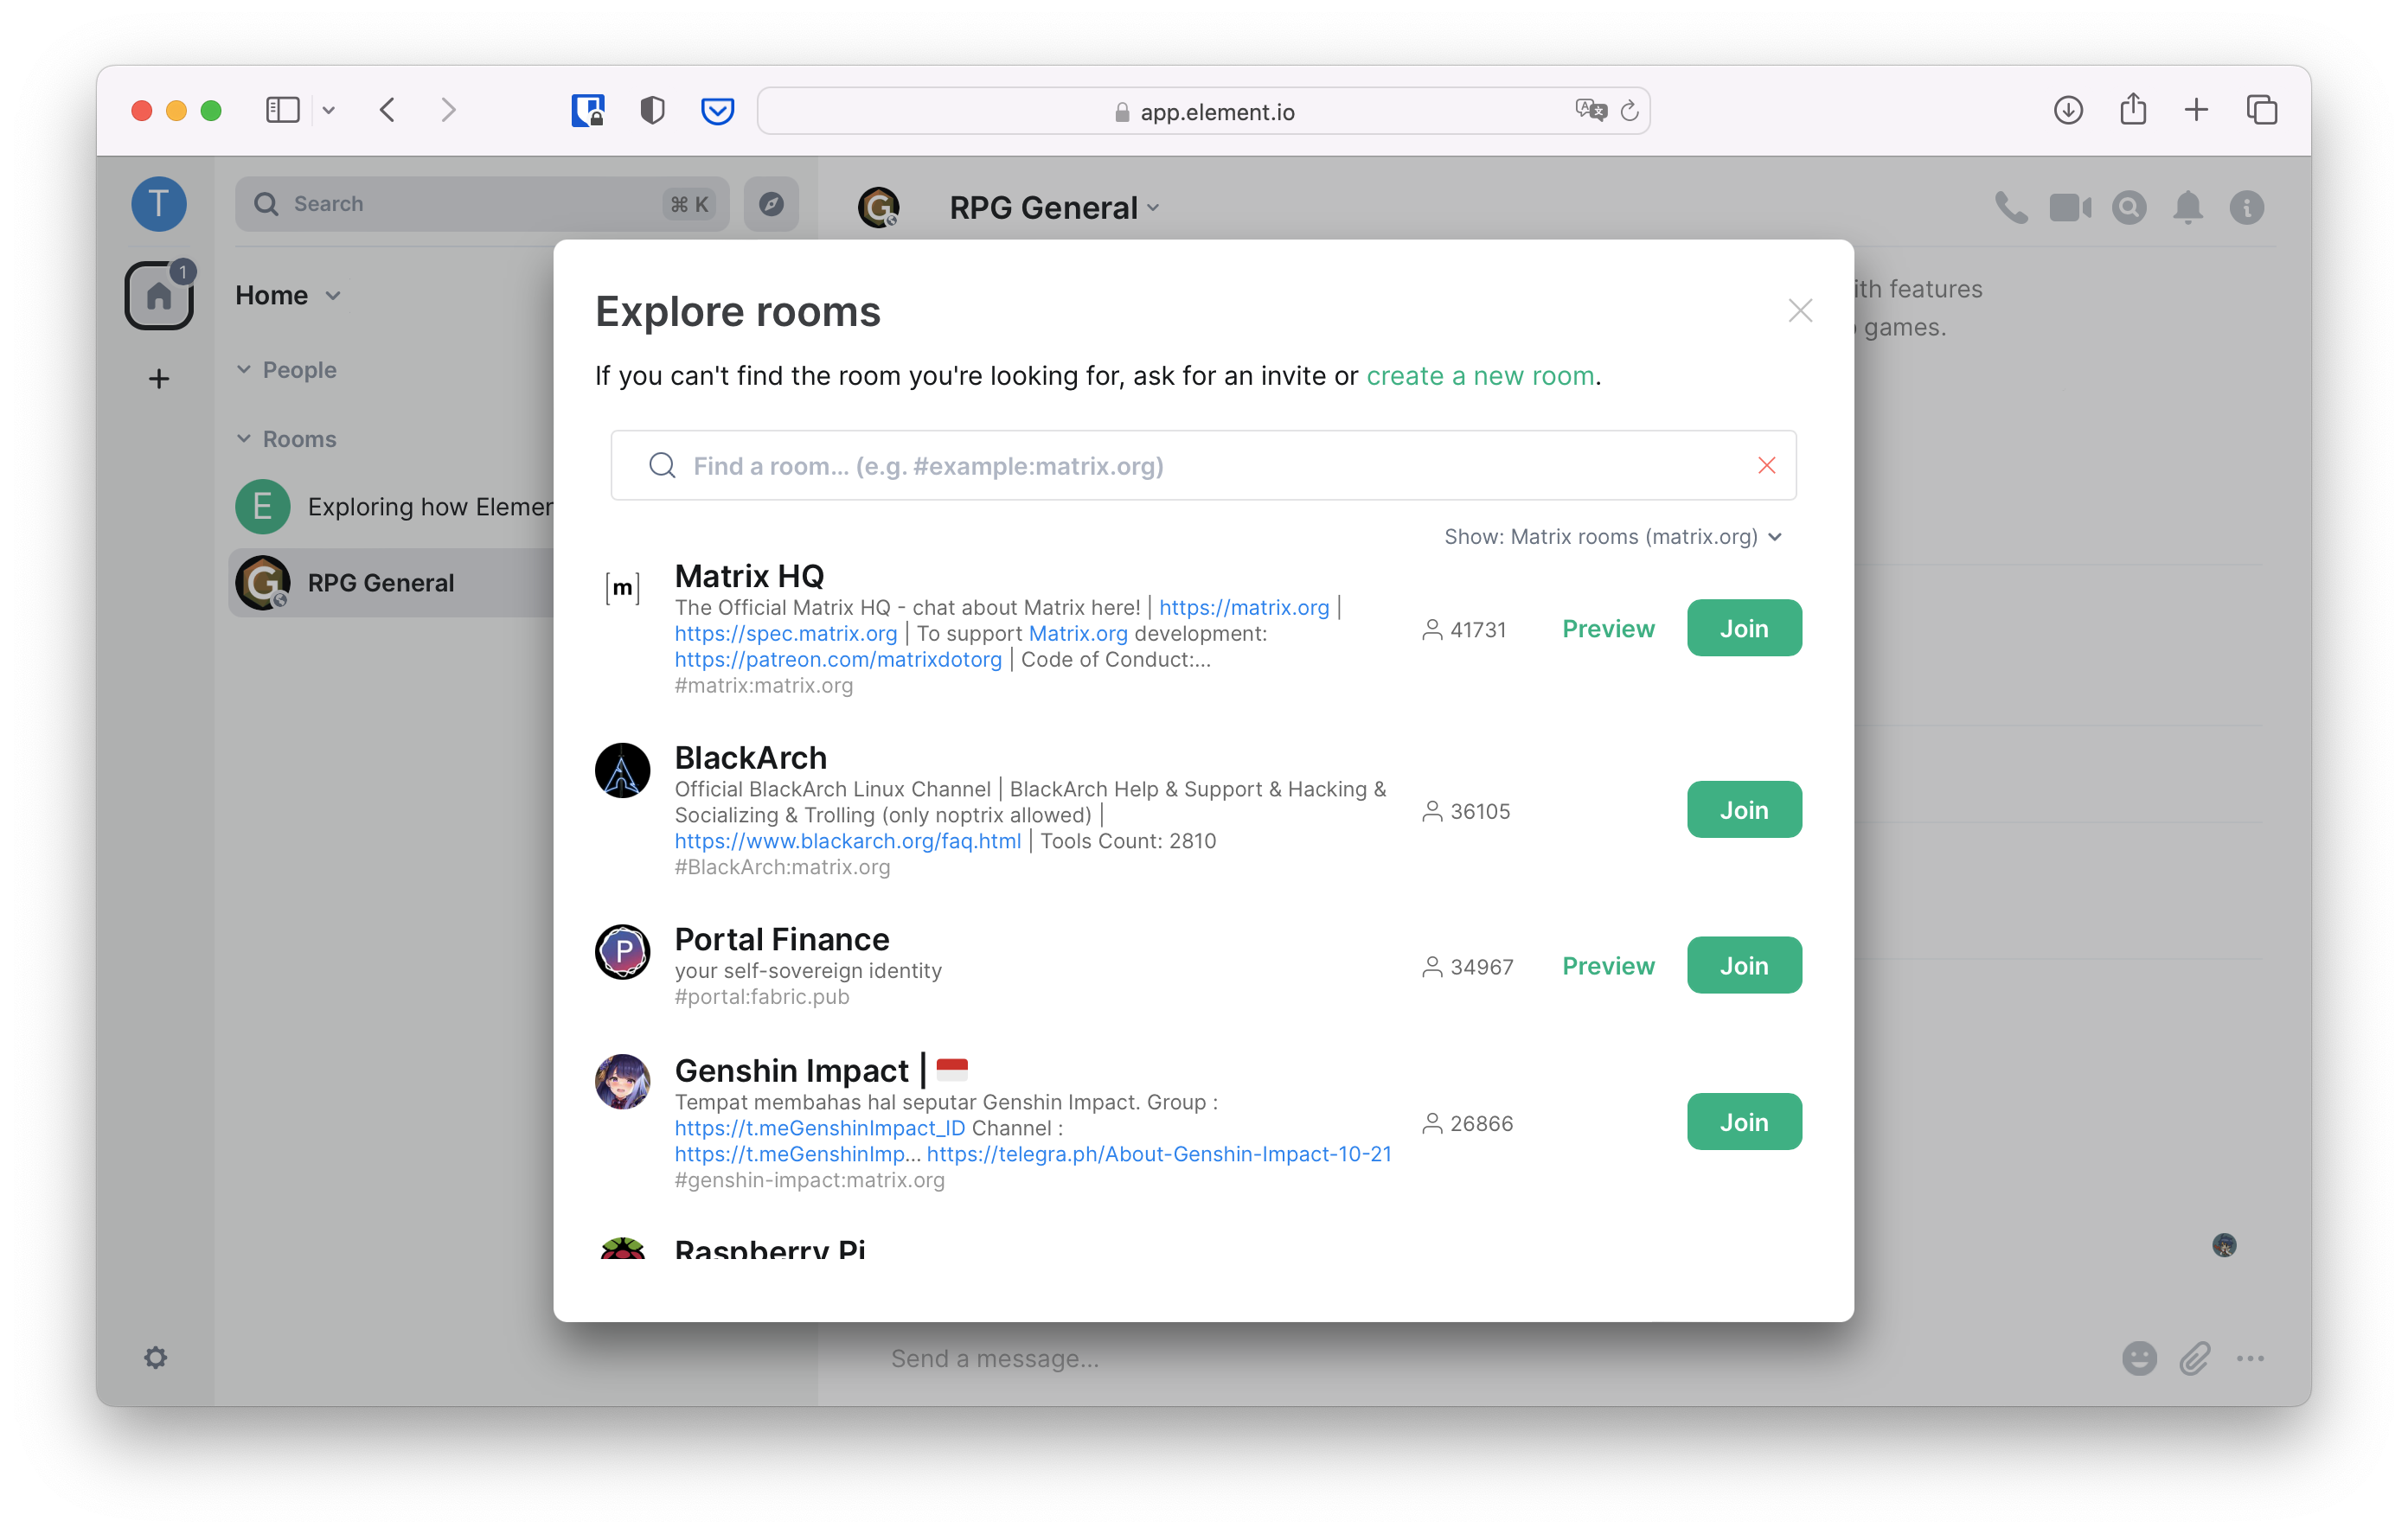 app.element.io
T
Search
⌘ K
RPG General
1
Home
People
Rooms
E
Exploring how Elemen
G
RPG General
ith features
games.
Explore rooms
If you can't find the room you're looking for, ask for an invite or create a new room.
Find a room... (e.g. #example:matrix.org)
Show: Matrix rooms (matrix.org)
[m]
Matrix HQ
The Official Matrix HQ - chat about Matrix here! | https://matrix.org |
https://spec.matrix.org | To support Matrix.org development:
https://patreon.com/matrixdotorg | Code of Conduct:...
#matrix:matrix.org
41731
Preview
Join
BlackArch
Official BlackArch Linux Channel | BlackArch Help & Support & Hacking &
Socializing & Trolling (only noptrix allowed) |
https://www.blackarch.org/faq.html | Tools Count: 2810
#BlackArch:matrix.org
36105
Join
P
Portal Finance
your self-sovereign identity
#portal:fabric.pub
34967
Preview
Join
Genshin Impact | 🇮🇩
Tempat membahas hal seputar Genshin Impact. Group :
https://t.meGenshinImpact_ID Channel :
https://t.meGenshinImp... https://telegra.ph/About-Genshin-Impact-10-21
#genshin-impact:matrix.org
26866
Join
Raspberry Pi
Send a message...